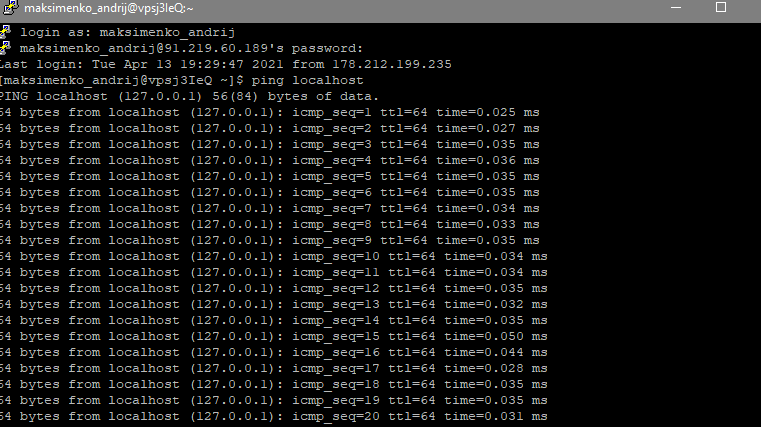 maksimenko_andrij@vpsj3IeQ:~
login as: maksimenko_andrij
maksimenko_andrij@91.219.60.189's password:
Last login: Tue Apr 13 19:29:47 2021 from 178.212.199.235
[maksimenko_andrij@vpsj3IeQ ~]$ ping localhost
PING localhost (127.0.0.1) 56(84) bytes of data.
64 bytes from localhost (127.0.0.1): icmp_seq=1 ttl=64 time=0.025 ms
64 bytes from localhost (127.0.0.1): icmp_seq=2 ttl=64 time=0.027 ms
64 bytes from localhost (127.0.0.1): icmp_seq=3 ttl=64 time=0.035 ms
64 bytes from localhost (127.0.0.1): icmp_seq=4 ttl=64 time=0.036 ms
64 bytes from localhost (127.0.0.1): icmp_seq=5 ttl=64 time=0.035 ms
64 bytes from localhost (127.0.0.1): icmp_seq=6 ttl=64 time=0.035 ms
64 bytes from localhost (127.0.0.1): icmp_seq=7 ttl=64 time=0.034 ms
64 bytes from localhost (127.0.0.1): icmp_seq=8 ttl=64 time=0.033 ms
64 bytes from localhost (127.0.0.1): icmp_seq=9 ttl=64 time=0.035 ms
64 bytes from localhost (127.0.0.1): icmp_seq=10 ttl=64 time=0.034 ms
64 bytes from localhost (127.0.0.1): icmp_seq=11 ttl=64 time=0.034 ms
64 bytes from localhost (127.0.0.1): icmp_seq=12 ttl=64 time=0.035 ms
64 bytes from localhost (127.0.0.1): icmp_seq=13 ttl=64 time=0.032 ms
64 bytes from localhost (127.0.0.1): icmp_seq=14 ttl=64 time=0.035 ms
64 bytes from localhost (127.0.0.1): icmp_seq=15 ttl=64 time=0.050 ms
64 bytes from localhost (127.0.0.1): icmp_seq=16 ttl=64 time=0.044 ms
64 bytes from localhost (127.0.0.1): icmp_seq=17 ttl=64 time=0.028 ms
64 bytes from localhost (127.0.0.1): icmp_seq=18 ttl=64 time=0.035 ms
64 bytes from localhost (127.0.0.1): icmp_seq=19 ttl=64 time=0.035 ms
64 bytes from localhost (127.0.0.1): icmp_seq=20 ttl=64 time=0.031 ms